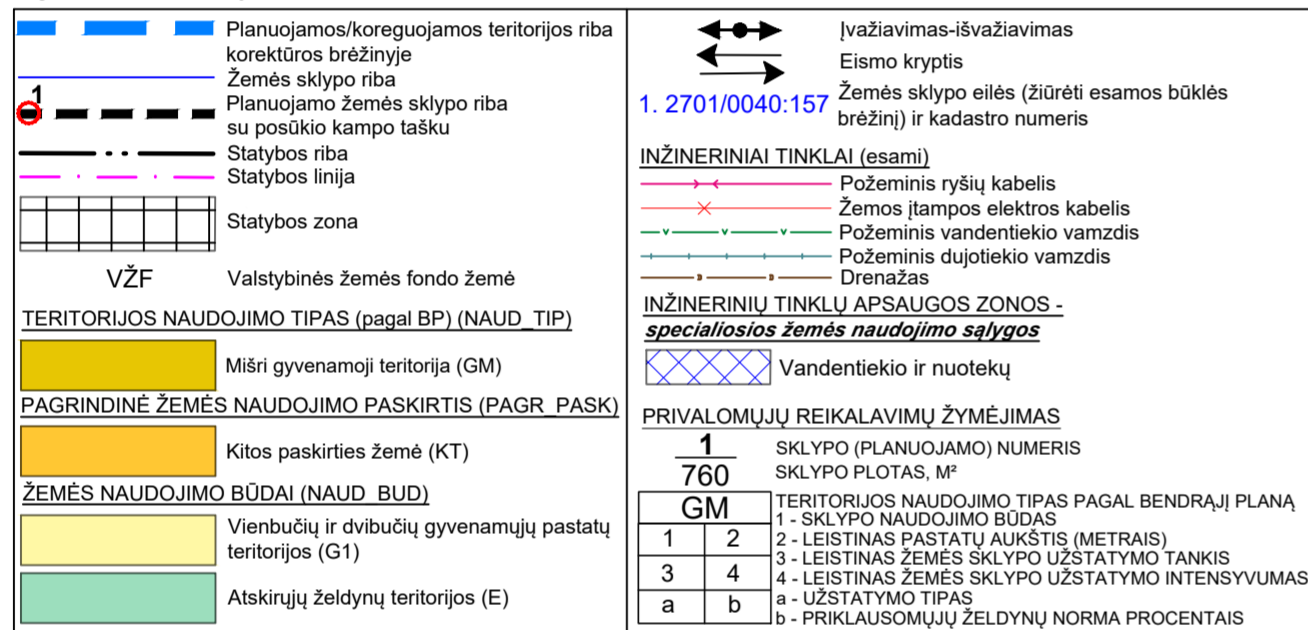 Planuojamos/koreguojamos teritorijos riba
korektūros brėžinyje
Žemės sklypo riba
1
Planuojamo žemės sklypo riba
su posūkio kampo tašku
Statybos riba
Statybos linija
Statybos zona
VŽF Valstybinės žemės fondo žemė
TERITORIJOS NAUDOJIMO TIPAS (pagal BP) (NAUD_TIP)
Mišri gyvenamoji teritorija (GM)
PAGRINDINĖ ŽEMĖS NAUDOJIMO PASKIRTIS (PAGR_PASK)
Kitos paskirties žemė (KT)
ŽEMĖS NAUDOJIMO BŪDAI (NAUD_BUD)
Vienbučių ir dvibučių gyvenamųjų pastatų
teritorijos (G1)
Atskirųjų želdynų teritorijos (E)
Įvažiavimas-išvažiavimas
Eismo kryptis
1. 2701/0040:157 Žemės sklypo eilės (žiūrėti esamos būklės
brėžinį) ir kadastro numeris
INŽINERINIAI TINKLAI (esami)
Požeminis ryšių kabelis
Žemos įtampos elektros kabelis
Požeminis vandentiekio vamzdis
Požeminis dujotiekio vamzdis
Drenažas
INŽINERINIŲ TINKLŲ APSAUGOS ZONOS -
specialiosios žemės naudojimo sąlygos
Vandentiekio ir nuotekų
PRIVALOMŲJŲ REIKALAVIMŲ ŽYMĖJIMAS
1 SKLYPO (PLANUOJAMO) NUMERIS
760 SKLYPO PLOTAS, M²
GM TERITORIJOS NAUDOJIMO TIPAS PAGAL BENDRĄJĮ PLANĄ
1 - SKLYPO NAUDOJIMO BŪDAS
1 2 2 - LEISTINAS PASTATŲ AUKŠTIS (METRAIS)
3 - LEISTINAS ŽEMĖS SKLYPO UŽSTATYMO TANKIS
3 4 4 - LEISTINAS ŽEMĖS SKLYPO UŽSTATYMO INTENSYVUMAS
a b a - UŽSTATYMO TIPAS
b - PRIKLAUSOMŲJŲ ŽELDYNŲ NORMA PROCENTAIS